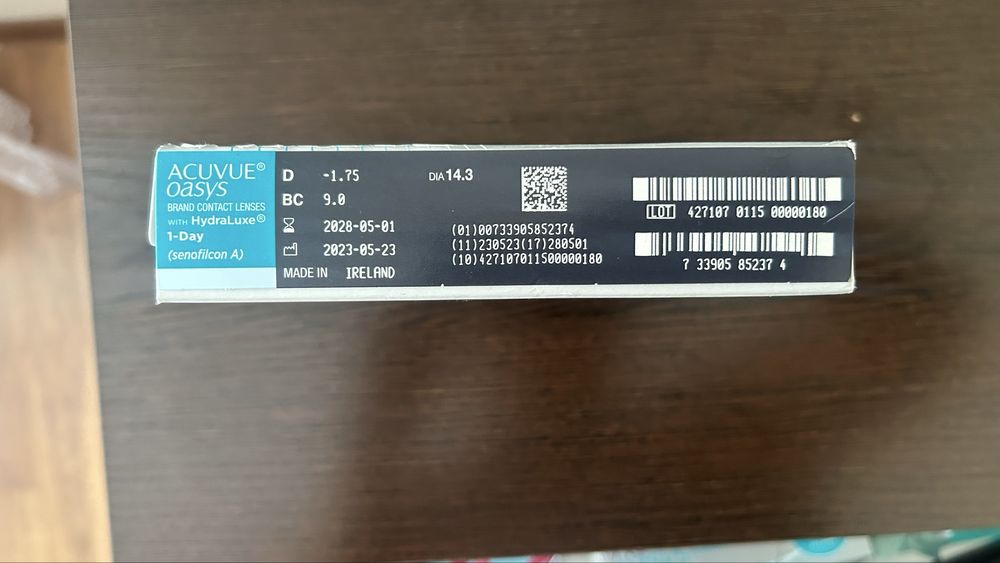 ACUVUE®
oasys
BRAND CONTACT LENSES
WITH HydraLuxe®
1-Day
(senofilcon A)
D -1.75
DIA 14.3
BC 9.0
2028-05-01
2023-05-23
MADE IN IRELAND
(01)00733905852374
(11)230523(17)280501
(10)427107011500000180
LOT 427107 0115 00000180
7 33905 85237 4